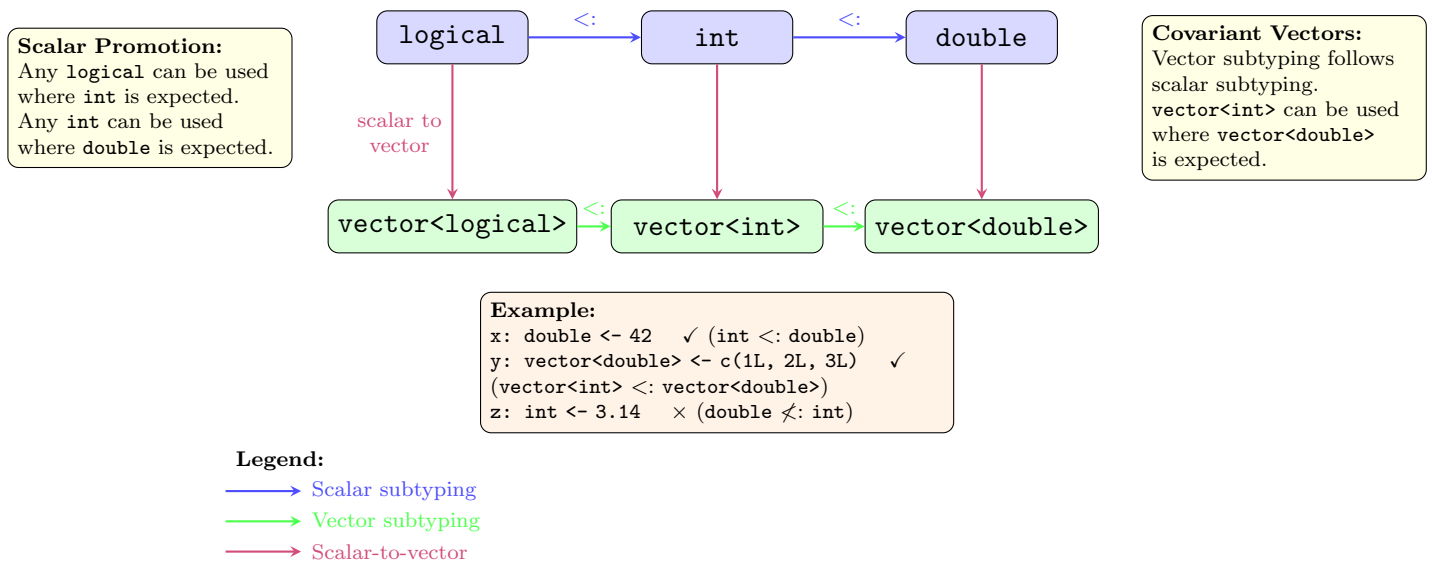 Scalar Promotion:
Any logical can be used
where int is expected.
Any int can be used
where double is expected.
logical
<:
int
<:
double
Covariant Vectors:
Vector subtyping follows
scalar subtyping.
vector<int> can be used
where vector<double>
is expected.
scalar to
vector
vector<logical>
<:
vector<int>
<:
vector<double>
Example:
x: double <- 42 ✓ (int <: double)
y: vector<double> <- c(1L, 2L, 3L) ✓
(vector<int> <: vector<double>)
z: int <- 3.14 × (double ≮: int)
Legend:
Scalar subtyping
Vector subtyping
Scalar-to-vector